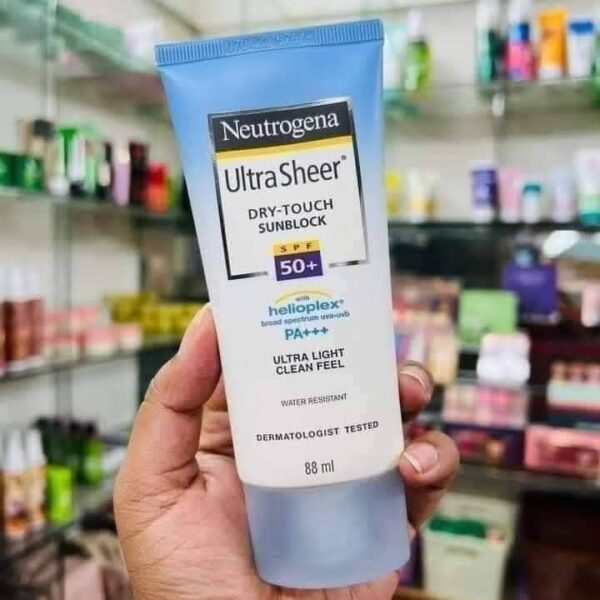 Neutrogena
Ultra Sheer®
DRY-TOUCH
SUNBLOCK
SPF
50+
with
helioplex®
broad spectrum uva-uvb
PA+++
ULTRA LIGHT
CLEAN FEEL
WATER RESISTANT
DERMATOLOGIST TESTED
88 ml